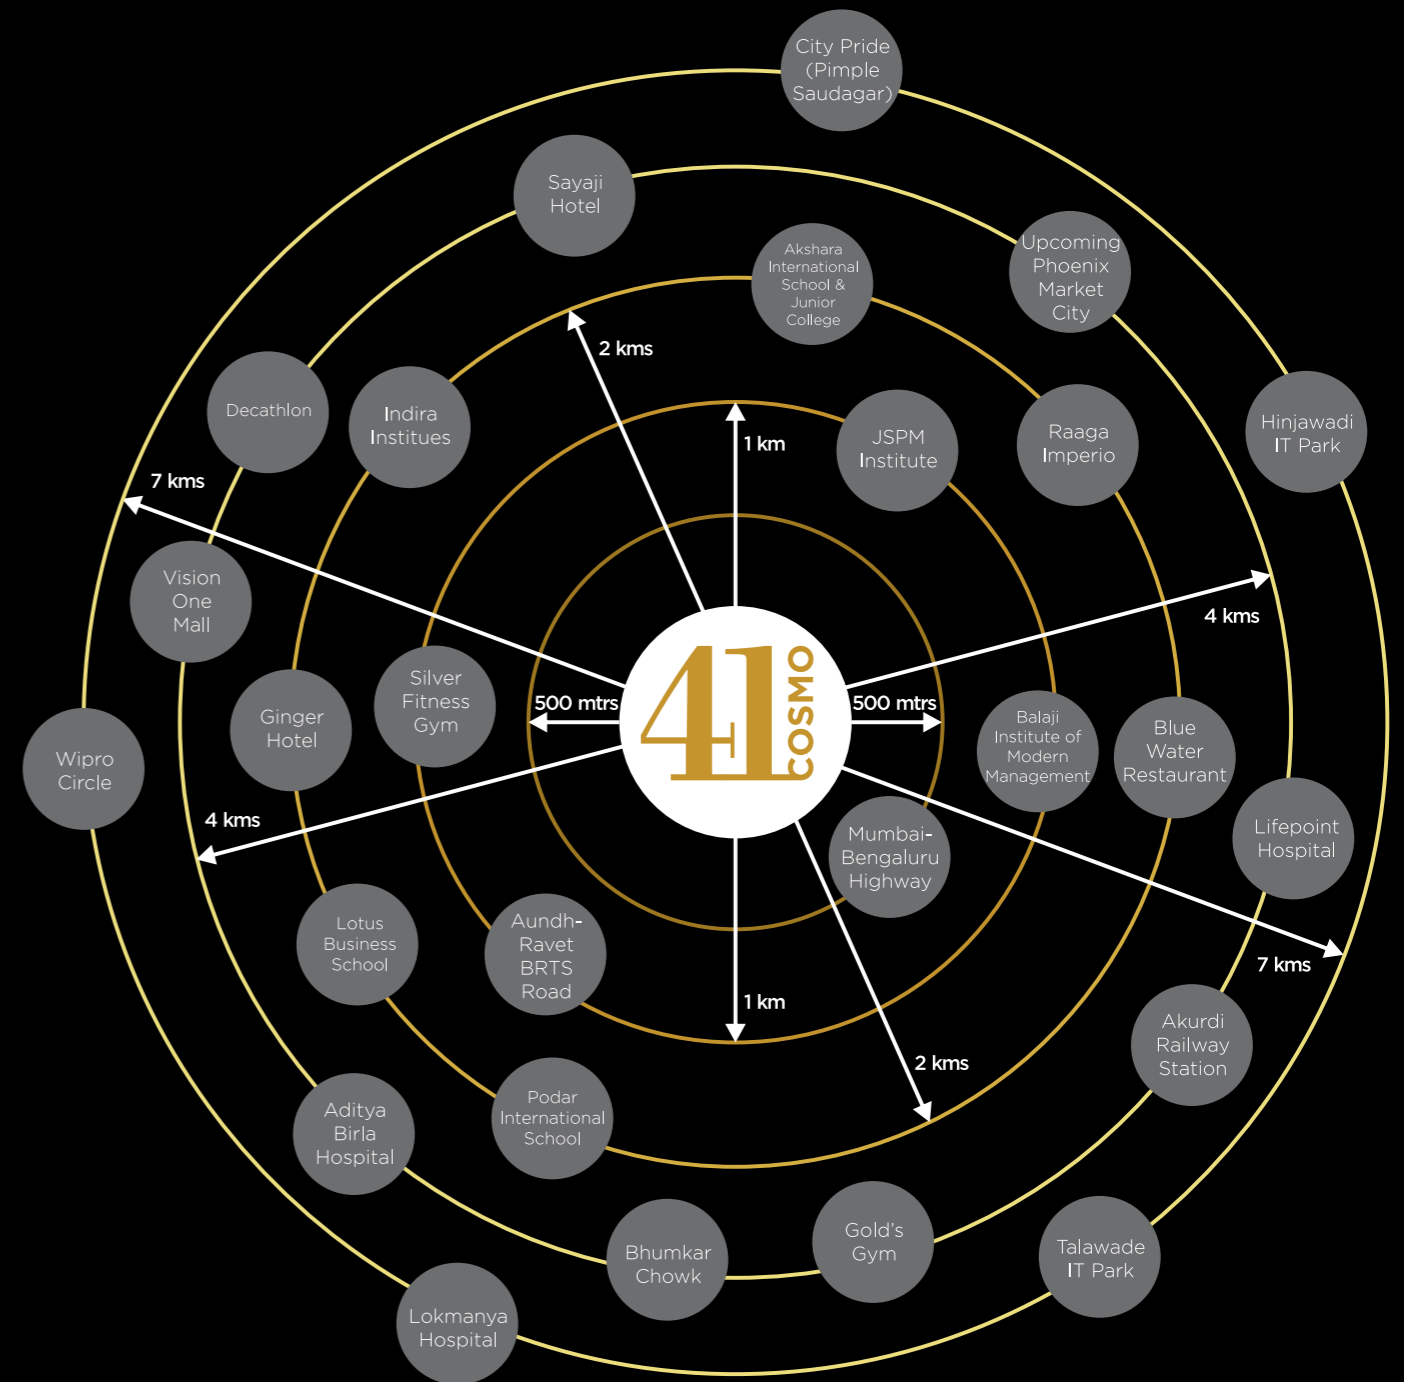 City Pride
(Pimple
Saudagar)
Sayaji
Hotel
Upcoming
Phoenix
Market
City
Akshara
International
School &
Junior
College
2 kms
Decathlon
Indira
Institues
1 km
JSPM
Institute
Raaga
Imperio
Hinjawadi
IT Park
7 kms
Vision
One
Mall
4 kms
Silver
Fitness
Gym
Ginger
Hotel
500 mtrs
41
COSMO
500 mtrs
Balaji
Institute of
Modern
Management
Blue
Water
Restaurant
Wipro
Circle
4 kms
Mumbai-
Bengaluru
Highway
Lifepoint
Hospital
Lotus
Business
School
Aundh-
Ravet
BRTS
Road
7 kms
1 km
Akurdi
Railway
Station
2 kms
Aditya
Birla
Hospital
Podar
International
School
Bhumkar
Chowk
Gold's
Gym
Talawade
IT Park
Lokmanya
Hospital